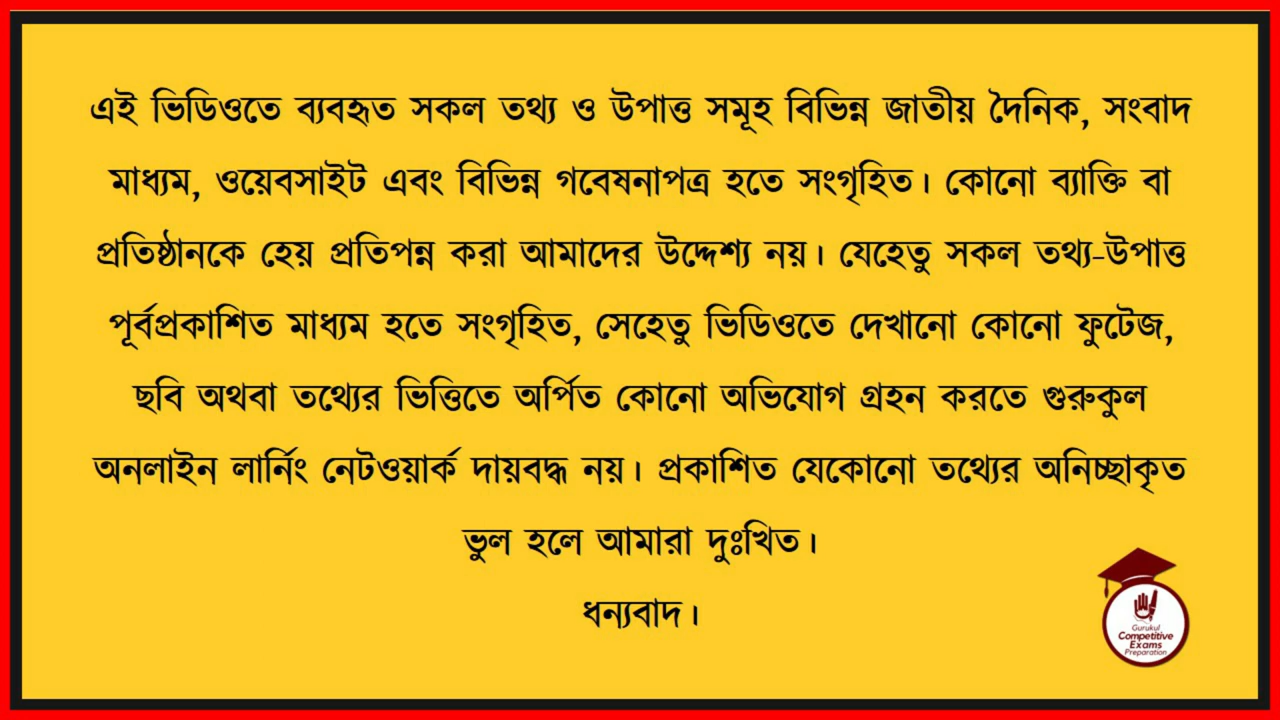 এই ভিডিওতে ব্যবহৃত সকল তথ্য ও উপাত্ত সমূহ বিভিন্ন জাতীয় দৈনিক, সংবাদ
মাধ্যম, ওয়েবসাইট এবং বিভিন্ন গবেষনাপত্র হতে সংগৃহিত। কোনো ব্যাক্তি বা
প্রতিষ্ঠানকে হেয় প্রতিপন্ন করা আমাদের উদ্দেশ্য নয়। যেহেতু সকল তথ্য-উপাত্ত
পূর্বপ্রকাশিত মাধ্যম হতে সংগৃহিত, সেহেতু ভিডিওতে দেখানো কোনো ফুটেজ,
ছবি অথবা তথ্যের ভিত্তিতে অর্পিত কোনো অভিযোগ গ্রহন করতে গুরুকুল
অনলাইন লার্নিং নেটওয়ার্ক দায়বদ্ধ নয়। প্রকাশিত যেকোনো তথ্যের অনিচ্ছাকৃত
ভুল হলে আমারা দুঃখিত।
ধন্যবাদ।
Gurukul
Competitive
Exams
Preparation